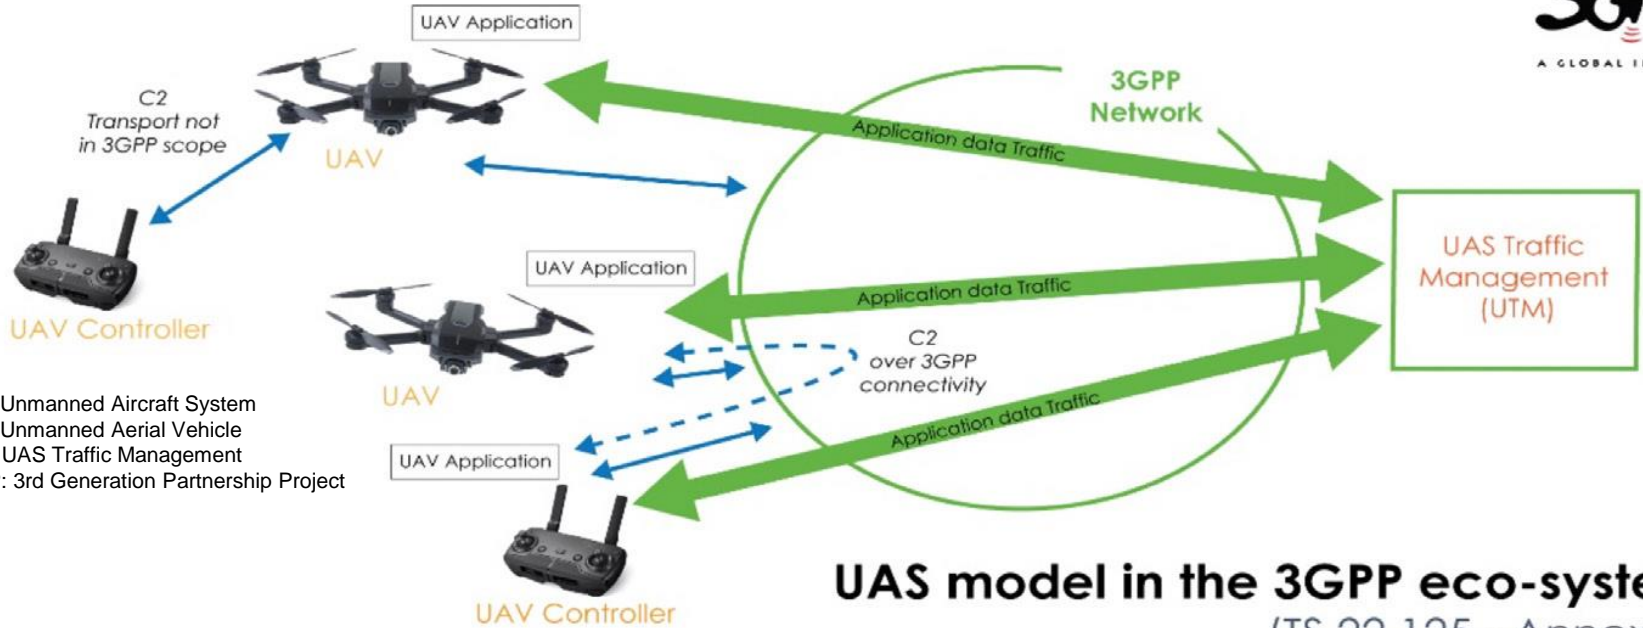 UAV Application
3GPP
Network
A GLOBAL
C2
Transport not
in 3GPP scope
Application data Traffic
UAV
UAV Controller
UAS Traffic
Management
(UTM)
UAV Application
Application data Traffic
C2
over 3GPP
connectivity
UAV
Unmanned Aircraft System
Unmanned Aerial Vehicle
UAS Traffic Management
: 3rd Generation Partnership Project
Application data Traffic
UAV Application
UAV Controller
UAS model in the 3GPP